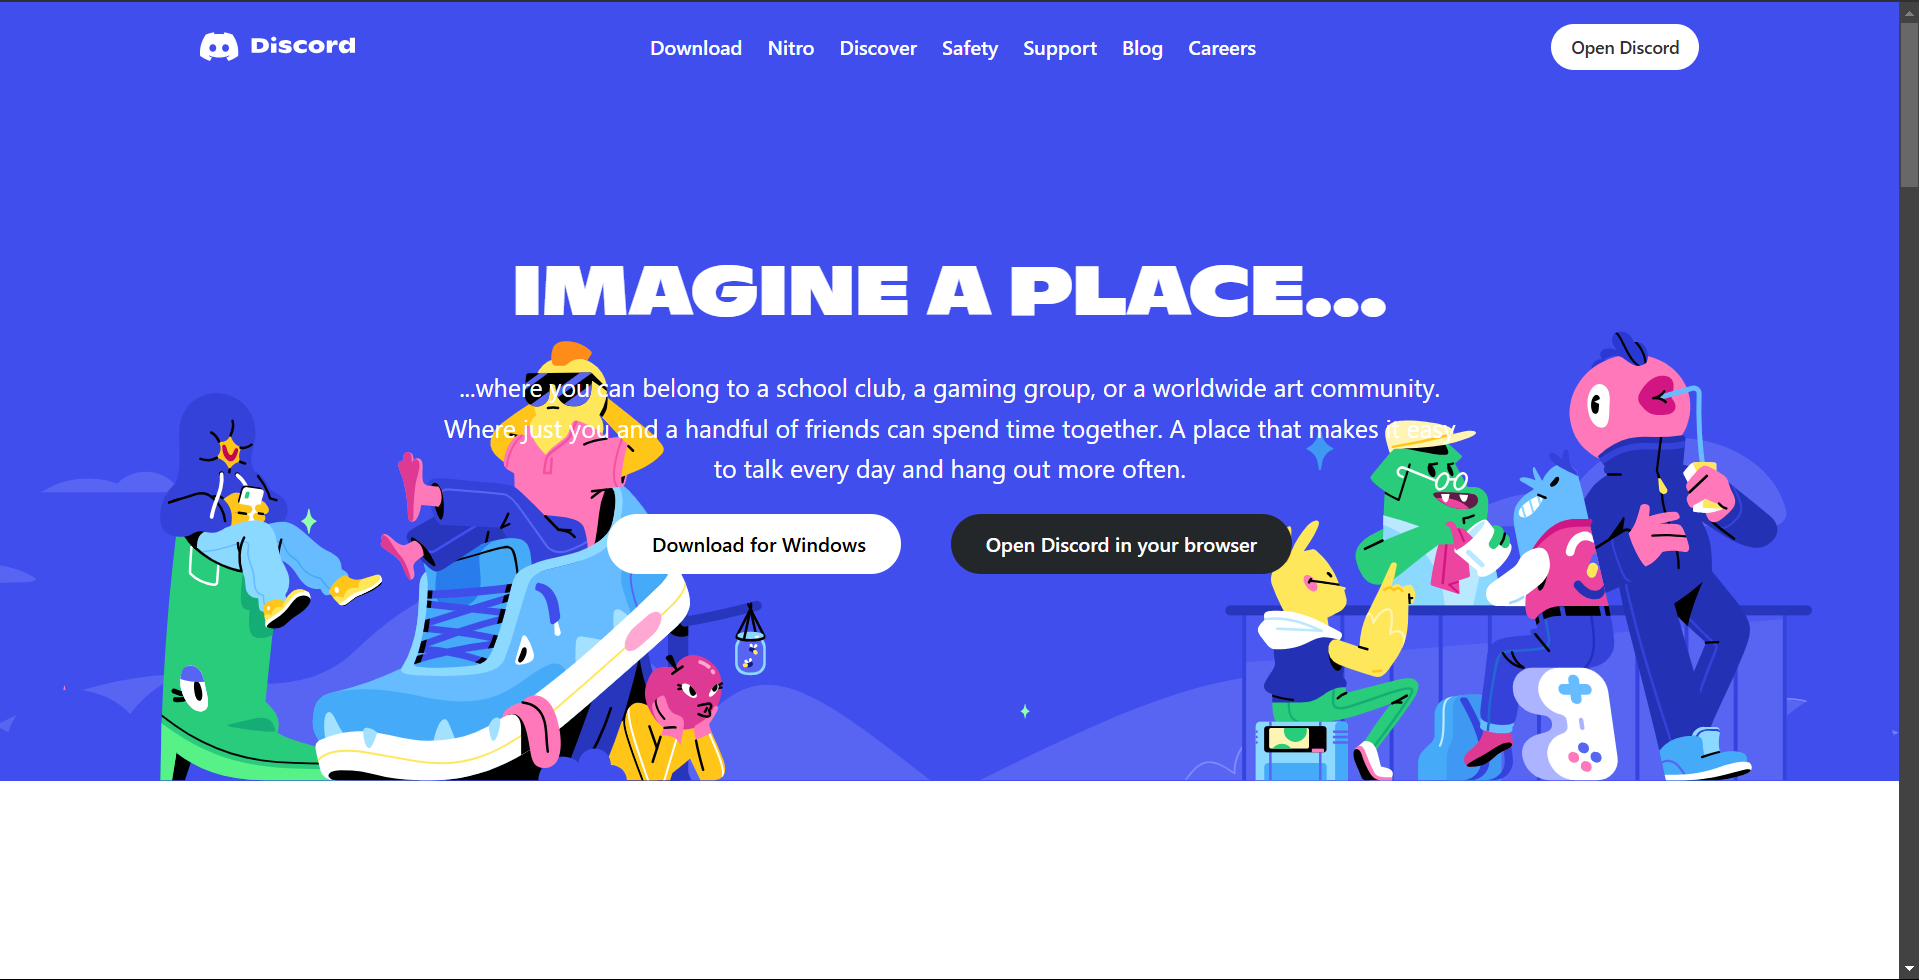 Discord
Download Nitro Discover Safety Support Blog Careers
Open Discord
IMAGINE A PLACE...
...where you can belong to a school club, a gaming group, or a worldwide art community.
Where just you and a handful of friends can spend time together. A place that makes it easy
to talk every day and hang out more often.
Download for Windows
Open Discord in your browser